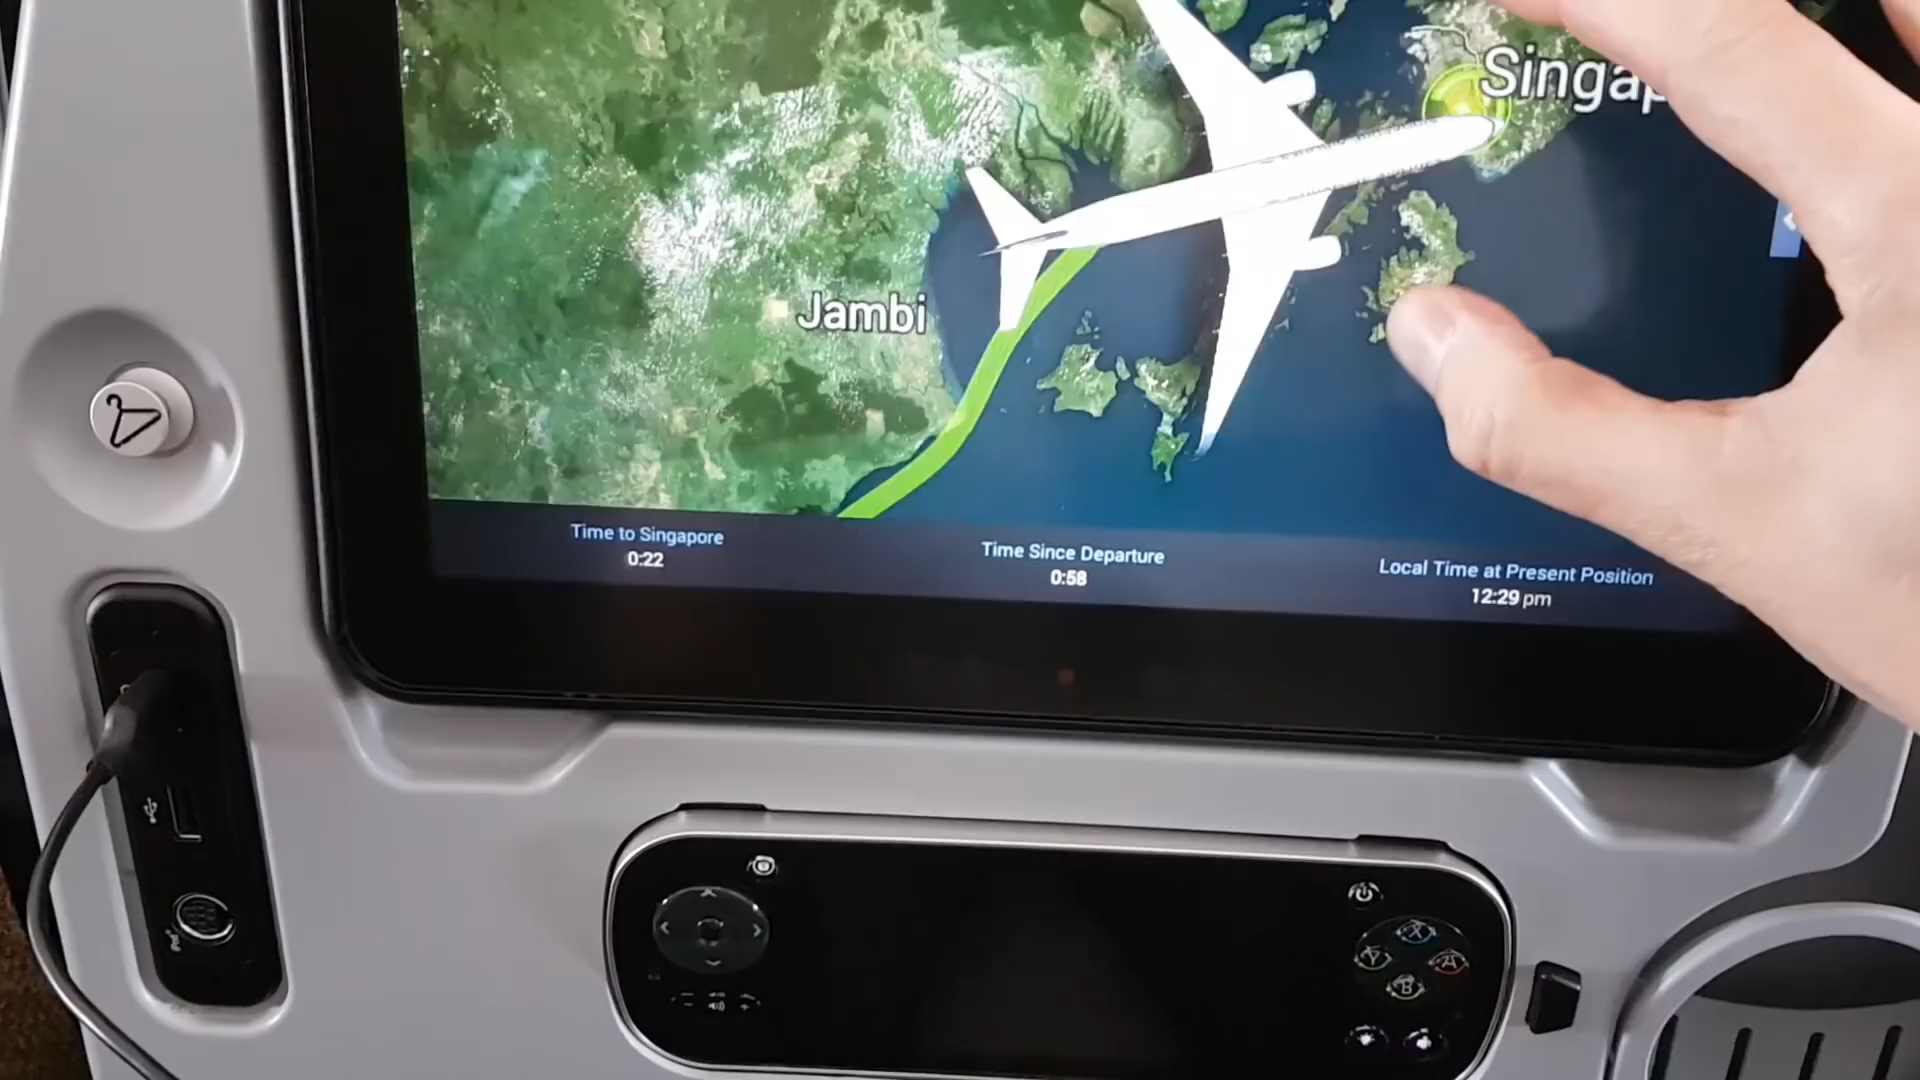 Singap
Jambi
Time to Singapore
0:22
Time Since Departure
0:58
Local Time at Present Position
12:29 pm
iPod
X
Y
A
B